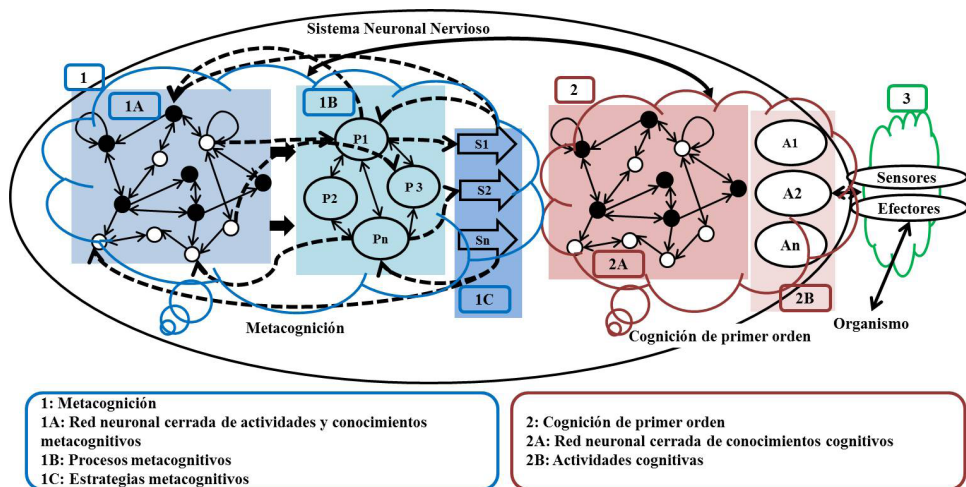 Sistema Neuronal Nervioso
1
1A
1B
2
3
P1
P2
P 3
Pn
S1
S2
Sn
1C
A1
A2
An
2A
2B
Sensores
Efectores
Organismo
Metacognición
Cognición de primer orden
1: Metacognición
1A: Red neuronal cerrada de actividades y conocimientos
metacognitivos
1B: Procesos metacognitivos
1C: Estrategias metacognitivos
2: Cognición de primer orden
2A: Red neuronal cerrada de conocimientos cognitivos
2B: Actividades cognitivas